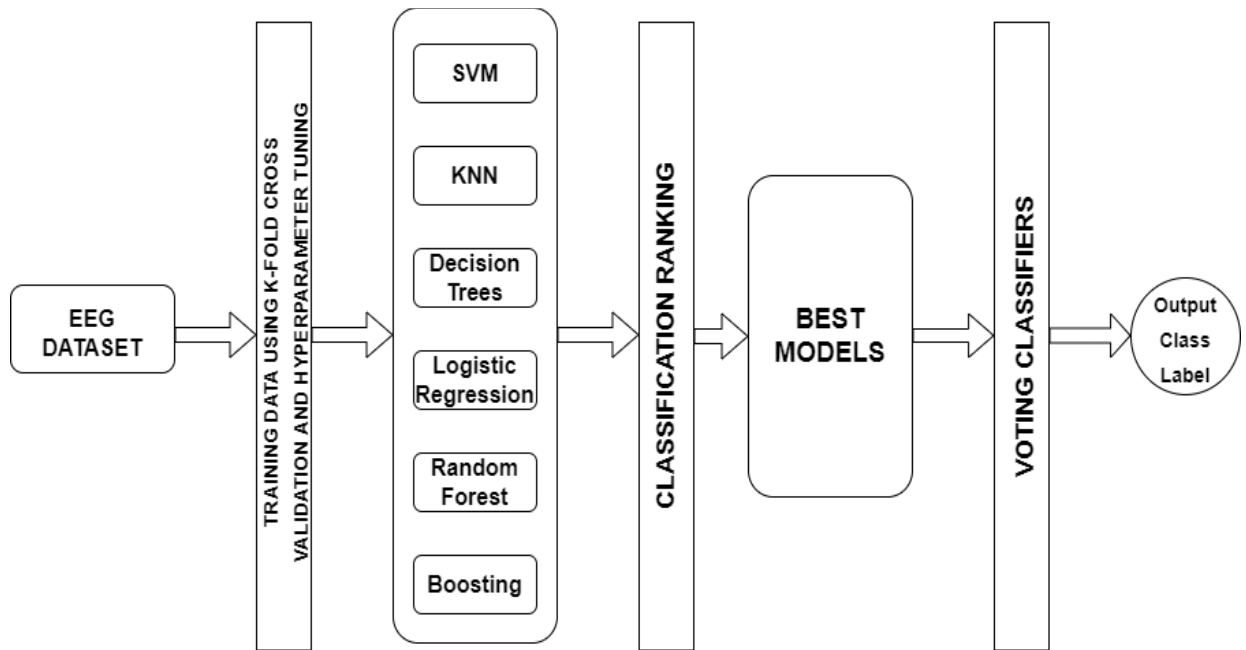 EEG
DATASET
TRAINING DATA USING K-FOLD CROSS
VALIDATION AND HYPERPARAMETER TUNING
SVM
KNN
Decision
Trees
Logistic
Regression
Random
Forest
Boosting
CLASSIFICATION RANKING
BEST
MODELS
VOTING CLASSIFIERS
Output
Class
Label